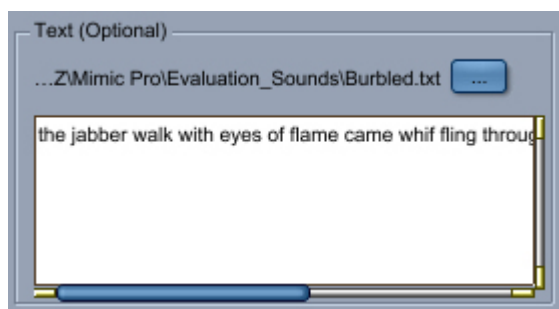 Text (Optional)
...Z\Mimic Pro\Evaluation_Sounds\Burbled.txt ...
the jabber walk with eyes of flame came whif fling throug